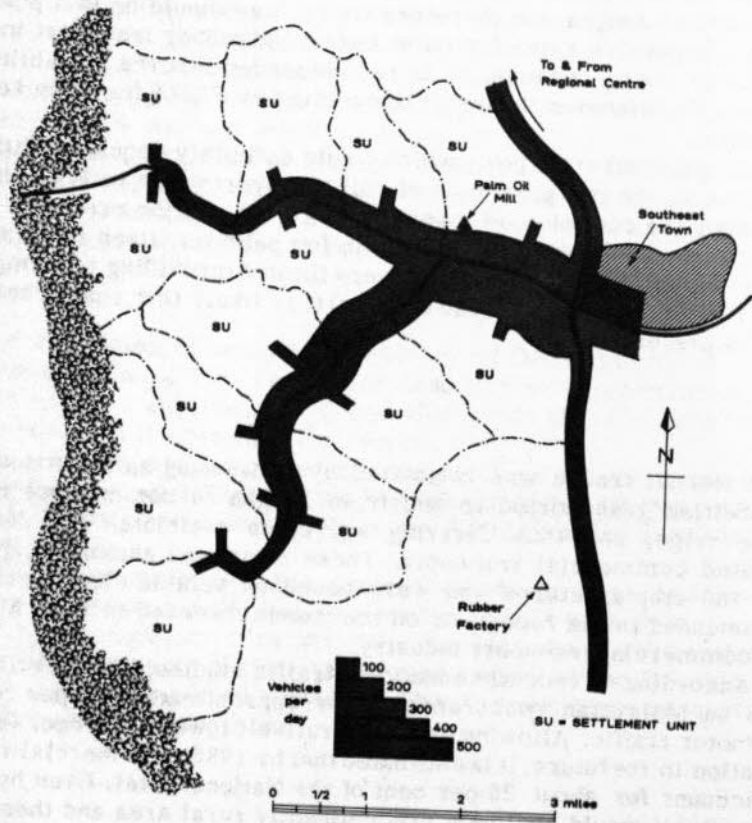 To & From
Regional Centre
SU
SU
SU
SU
Palm Oil
Mill
Southeast
Town
SU
SU
SU
SU
SU
N
SU
Rubber
Factory
Vehicles
per
day
100
200
300
400
500
SU = SETTLEMENT UNIT
0 1/2 1 2 3 miles